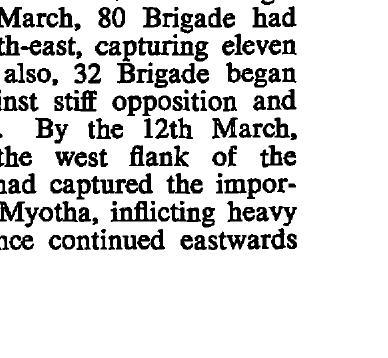 March, 80 Brigade had
th-east, capturing eleven
also, 32 Brigade began
inst stiff opposition and
. By the 12th March,
the west flank of the
had captured the impor-
Myotha, inflicting heavy
nce continued eastwards